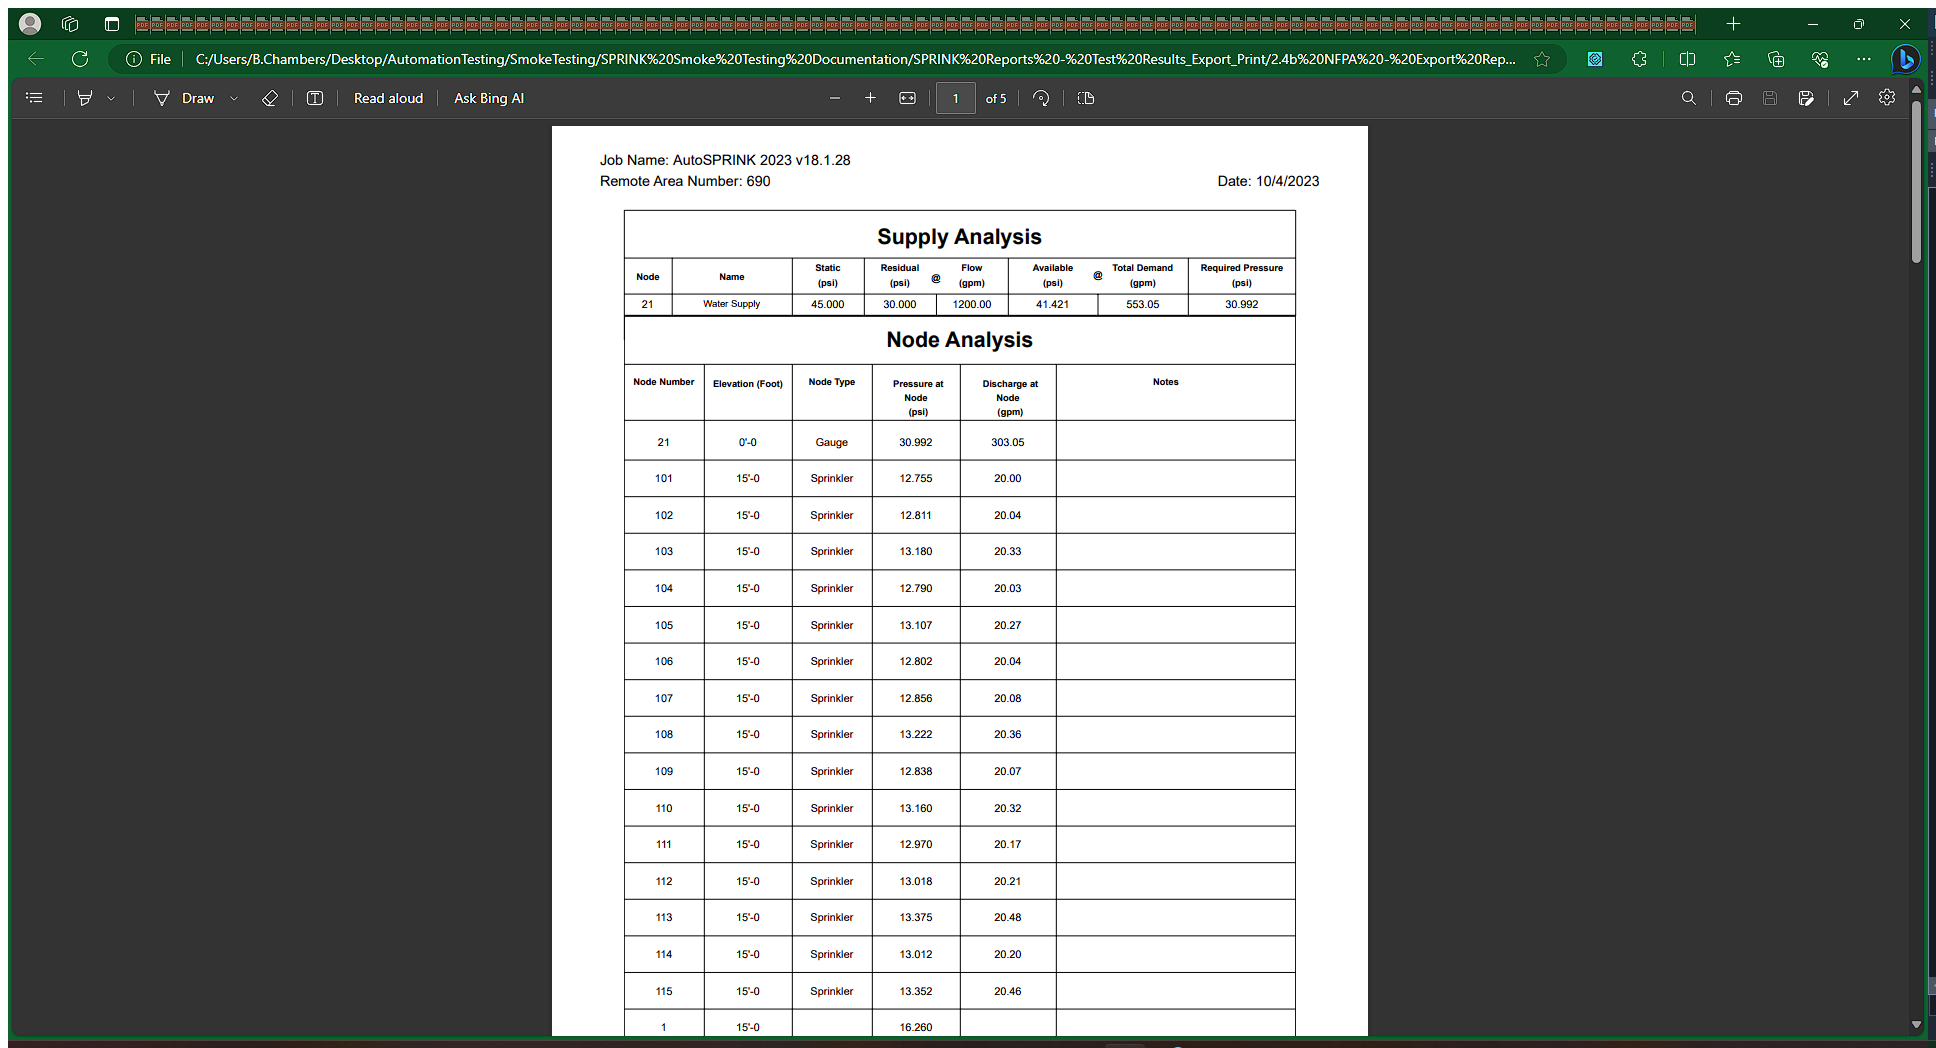 File C:/Users/B.Chambers/Desktop/AutomationTesting/SmokeTesting/SPRINK%20Smoke%20Testing%20Documentation/SPRINK%20Reports%20-%20Test%20Results_Export_Print/2.4b%20NFPA%20-%20Export%20Rep...
Draw Read aloud Ask Bing AI 1 of 5
Job Name: AutoSPRINK 2023 v18.1.28
Remote Area Number: 690 Date: 10/4/2023
Supply Analysis
Node Name Static (psi) Residual (psi) @ Flow (gpm) Available (psi) @ Total Demand (gpm) Required Pressure (psi)
21 Water Supply 45.000 30.000 1200.00 41.421 553.05 30.992
Node Analysis
Node Number Elevation (Foot) Node Type Pressure at Node (psi) Discharge at Node (gpm) Notes
21 0'-0 Gauge 30.992 303.05
101 15'-0 Sprinkler 12.755 20.00
102 15'-0 Sprinkler 12.811 20.04
103 15'-0 Sprinkler 13.180 20.33
104 15'-0 Sprinkler 12.790 20.03
105 15'-0 Sprinkler 13.107 20.27
106 15'-0 Sprinkler 12.802 20.04
107 15'-0 Sprinkler 12.856 20.08
108 15'-0 Sprinkler 13.222 20.36
109 15'-0 Sprinkler 12.838 20.07
110 15'-0 Sprinkler 13.160 20.32
111 15'-0 Sprinkler 12.970 20.17
112 15'-0 Sprinkler 13.018 20.21
113 15'-0 Sprinkler 13.375 20.48
114 15'-0 Sprinkler 13.012 20.20
115 15'-0 Sprinkler 13.352 20.46
1 15'-0 16.260